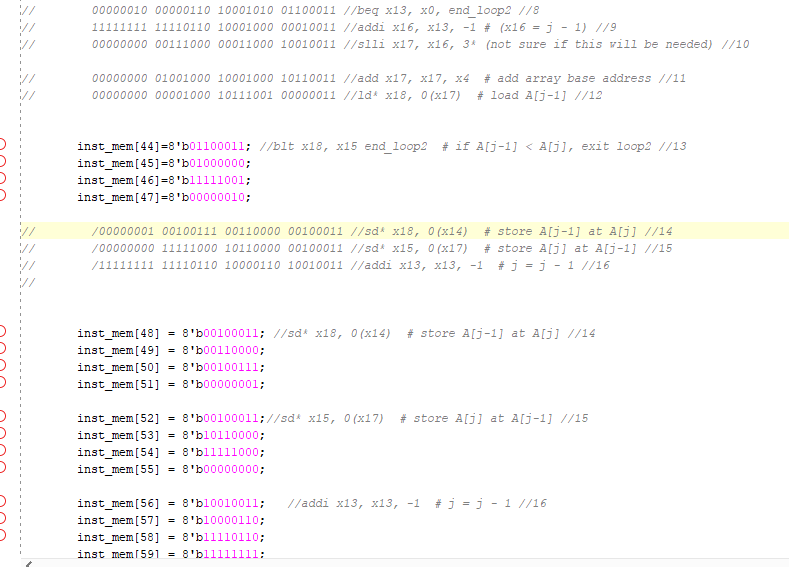 // 00000010 00000110 10001010 01100011 //beq x13, x0, end_loop2 //8
// 11111111 11110110 10001000 00010011 //addi x16, x13, -1 # (x16 = j - 1) //9
// 00000000 00111000 00011000 10010011 //slli x17, x16, 3* (not sure if this will be needed) //10
// 00000000 01001000 10001000 10110011 //add x17, x17, x4 # add array base address //11
// 00000000 00001000 10111001 00000011 //ld* x18, 0(x17) # load A[j-1] //12
inst_mem[44]=8'b01100011; //blt x18, x15 end_loop2 # if A[j-1] < A[j], exit loop2 //13
inst_mem[45]=8'b01000000;
inst_mem[46]=8'b11111001;
inst_mem[47]=8'b00000010;
// /00000001 00100111 00110000 00100011 //sd* x18, 0(x14) # store A[j-1] at A[j] //14
// /00000000 11111000 10110000 00100011 //sd* x15, 0(x17) # store A[j] at A[j-1] //15
// /11111111 11110110 10000110 10010011 //addi x13, x13, -1 # j = j - 1 //16
//
inst_mem[48] = 8'b00100011; //sd* x18, 0(x14) # store A[j-1] at A[j] //14
inst_mem[49] = 8'b00110000;
inst_mem[50] = 8'b00100111;
inst_mem[51] = 8'b00000001;
inst_mem[52] = 8'b00100011;//sd* x15, 0(x17) # store A[j] at A[j-1] //15
inst_mem[53] = 8'b10110000;
inst_mem[54] = 8'b11111000;
inst_mem[55] = 8'b00000000;
inst_mem[56] = 8'b10010011; //addi x13, x13, -1 # j = j - 1 //16
inst_mem[57] = 8'b10000110;
inst_mem[58] = 8'b11110110;
inst_mem[59] = 8'b11111111;